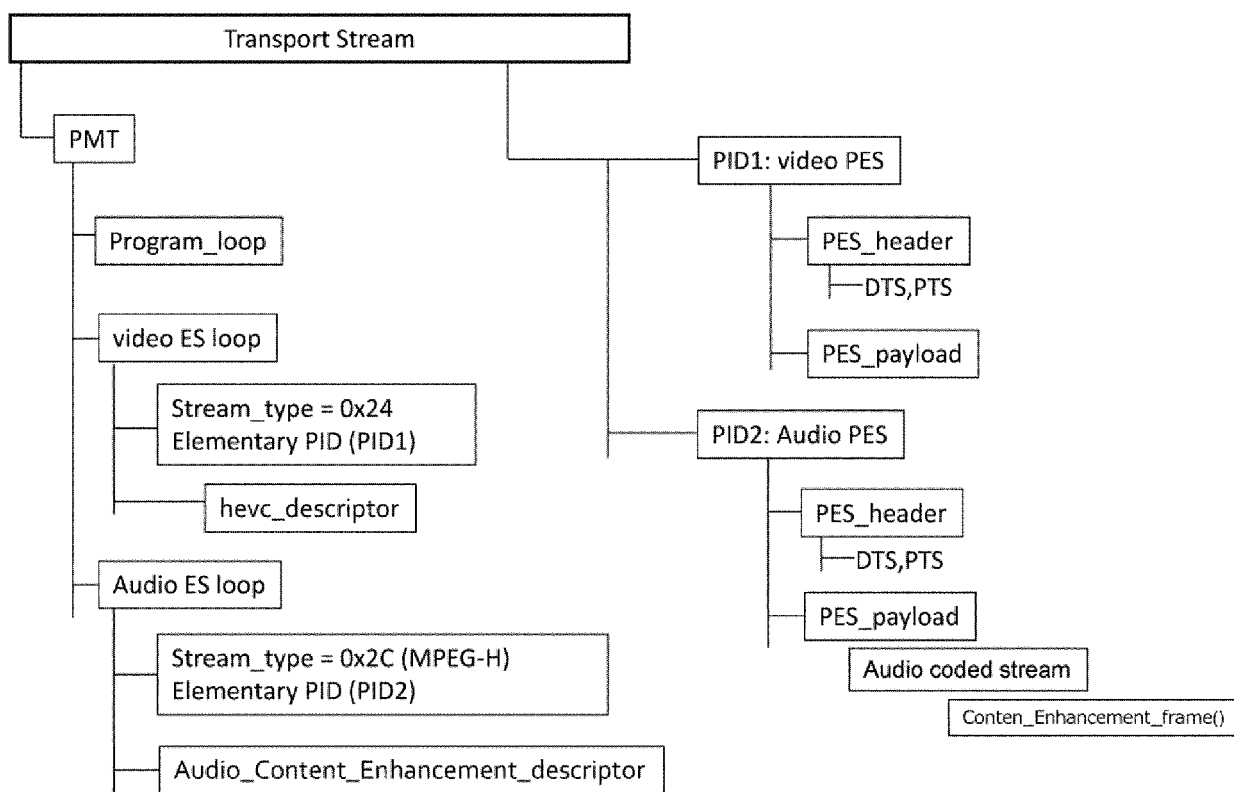 Transport Stream
PMT
Program_loop
video ES loop
Stream_type = 0x24
Elementary PID (PID1)
hevc_descriptor
Audio ES loop
Stream_type = 0x2C (MPEG-H)
Elementary PID (PID2)
Audio_Content_Enhancement_descriptor
PID1: video PES
PES_header
DTS,PTS
PES_payload
PID2: Audio PES
PES_header
DTS,PTS
PES_payload
Audio coded stream
Conten_Enhancement_frame()